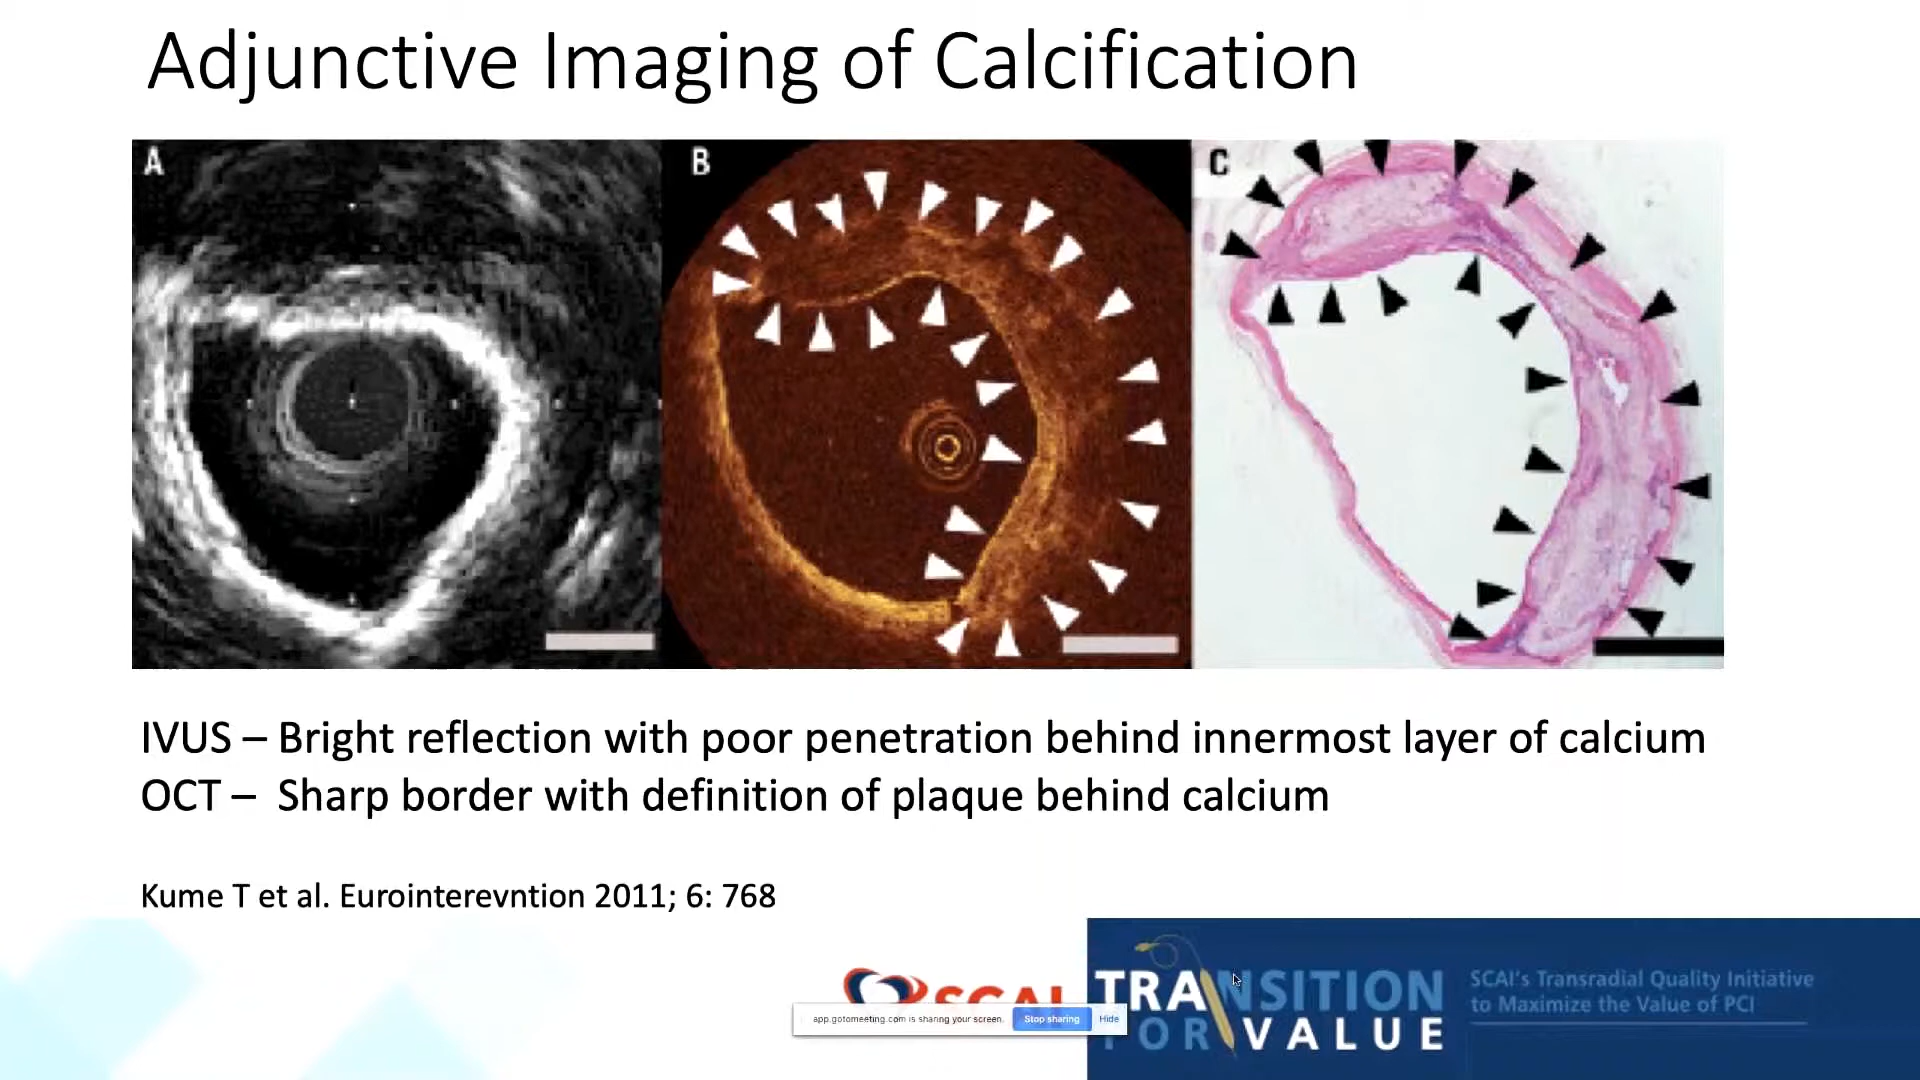 Adjunctive Imaging of Calcification
A
B
C
IVUS – Bright reflection with poor penetration behind innermost layer of calcium
OCT – Sharp border with definition of plaque behind calcium
Kume T et al. Eurointerevntion 2011; 6: 768
SCAI
TRANSITION
FOR VALUE
SCAI's Transradial Quality Initiative
to Maximize the Value of PCI
app.gotomeeting.com is sharing your screen.
Stop sharing
Hide